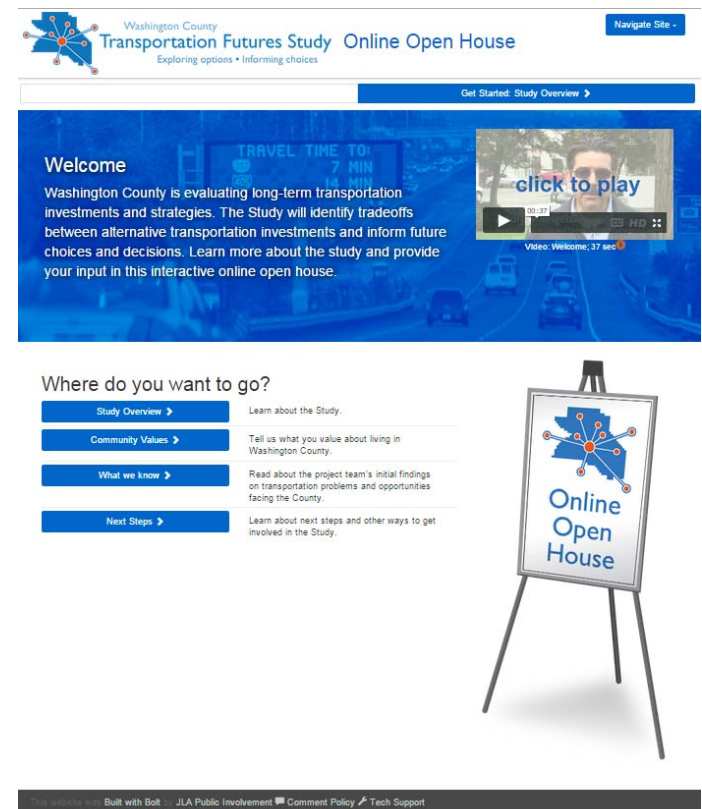 Washington County
Transportation Futures Study Online Open House
Exploring options • Informing choices
Navigate Site -
Get Started: Study Overview ❯
TRAVEL TIME TO:
7 MIN
14 MIN
Welcome
Washington County is evaluating long-term transportation
investments and strategies. The Study will identify tradeoffs
between alternative transportation investments and inform future
choices and decisions. Learn more about the study and provide
your input in this interactive online open house.
click to play
00:37
HD
Video: Welcome; 37 sec
Where do you want to go?
Study Overview ❯ Learn about the Study.
Community Values ❯ Tell us what you value about living in
Washington County.
What we know ❯ Read about the project team's initial findings
on transportation problems and opportunities
facing the County.
Next Steps ❯ Learn about next steps and other ways to get
involved in the Study.
Online
Open
House
This website was Built with Bolt by JLA Public Involvement Comment Policy Tech Support